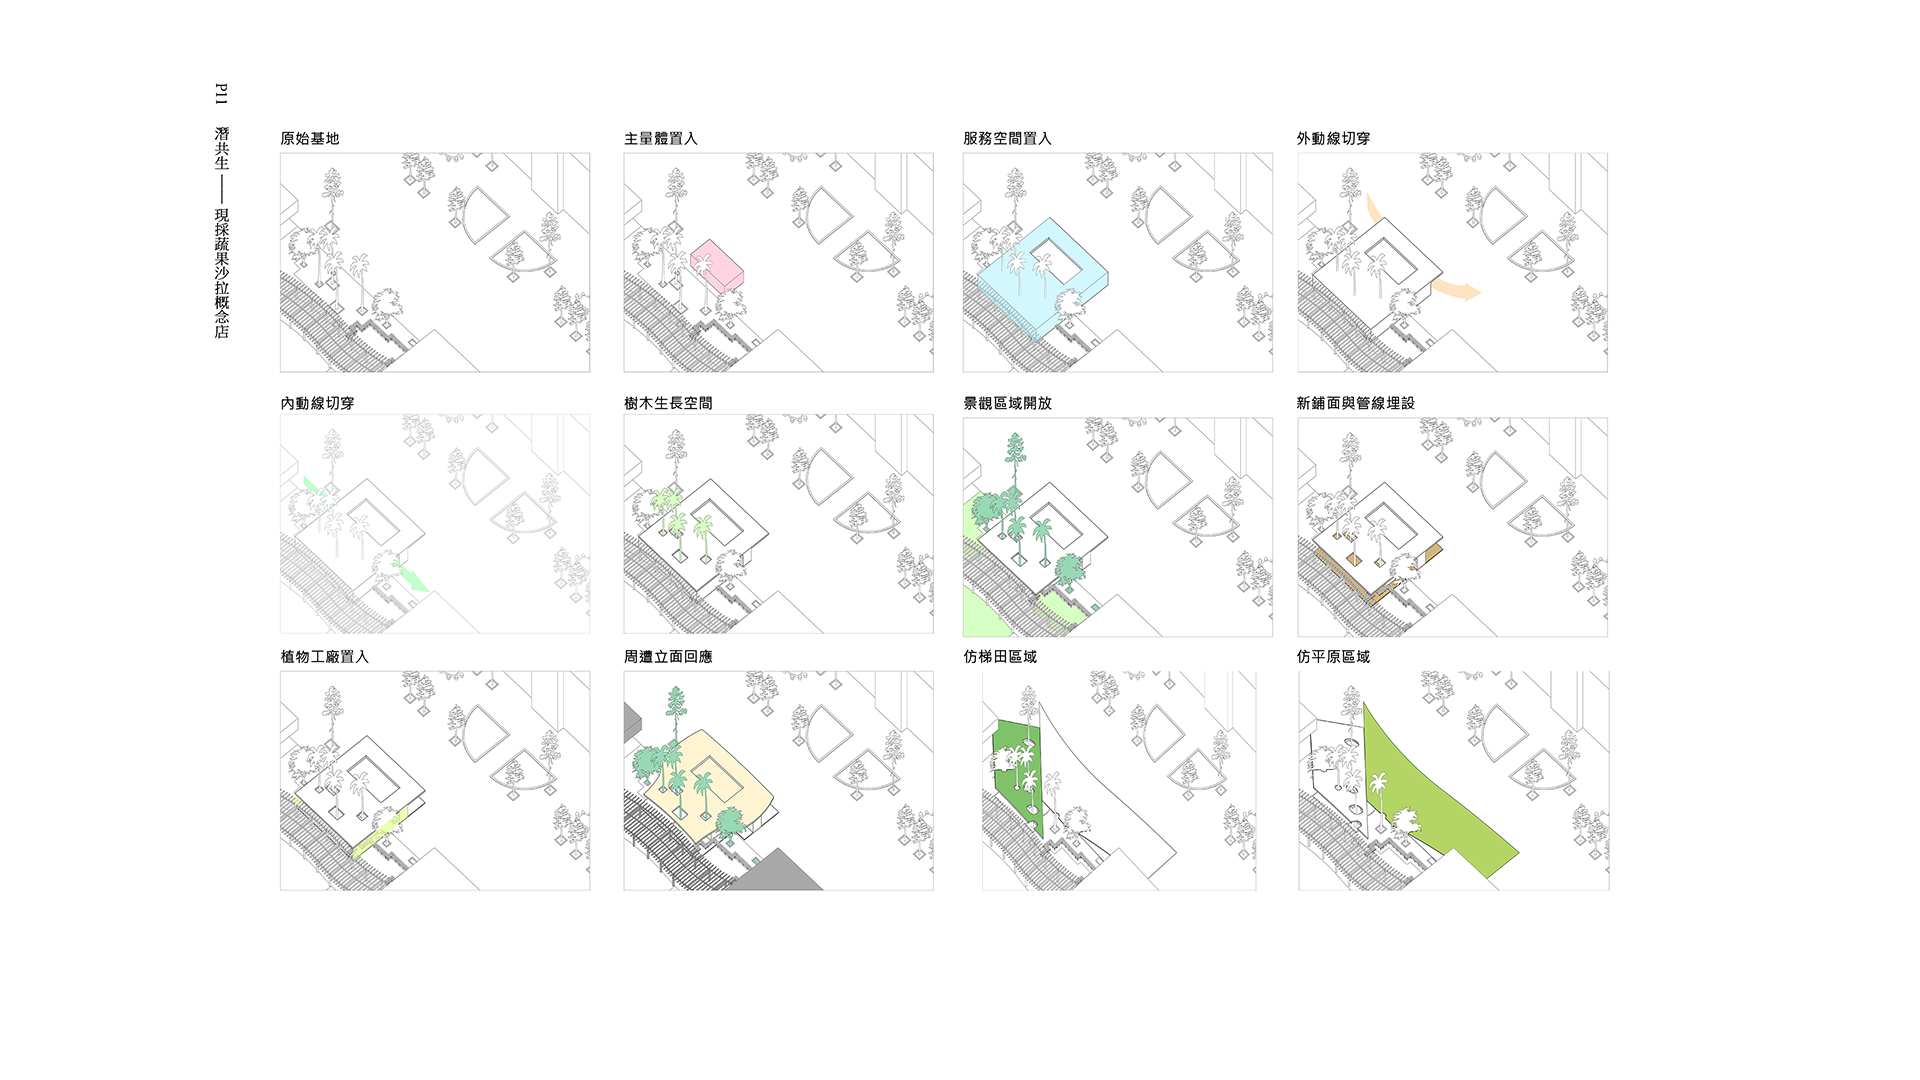 P11 潛共生 —— 現採蔬果沙拉概念店
原始基地
主量體置入
服務空間置入
外動線切穿
內動線切穿
樹木生長空間
景觀區域開放
新鋪面與管線埋設
植物工廠置入
周遭立面回應
仿梯田區域
仿平原區域